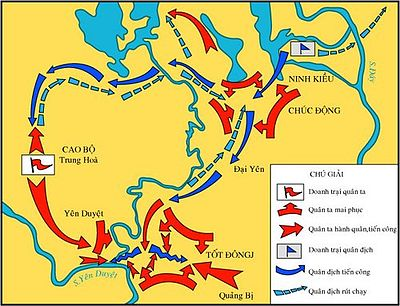 S.Đáy
NINH KIỀU
CHÚC ĐỘNG
CAO BỘ
Trung Hoà
Đại Yên
Yên Duyệt
TỐT ĐÔNGJ
S.Yên Duyệt
Quảng Bị
CHÚ GIẢI
Doanh trại quân ta
Quân ta mai phục
Quân ta hành quân,tiến công
Doanh trại quân địch
Quân địch tiến công
Quân địch rút chạy